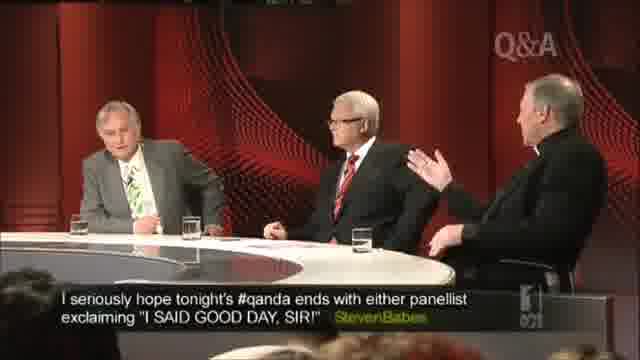 Q&A
I seriously hope tonight's #qanda ends with either panellist
exclaiming "I SAID GOOD DAY, SIR!" StevenBabes